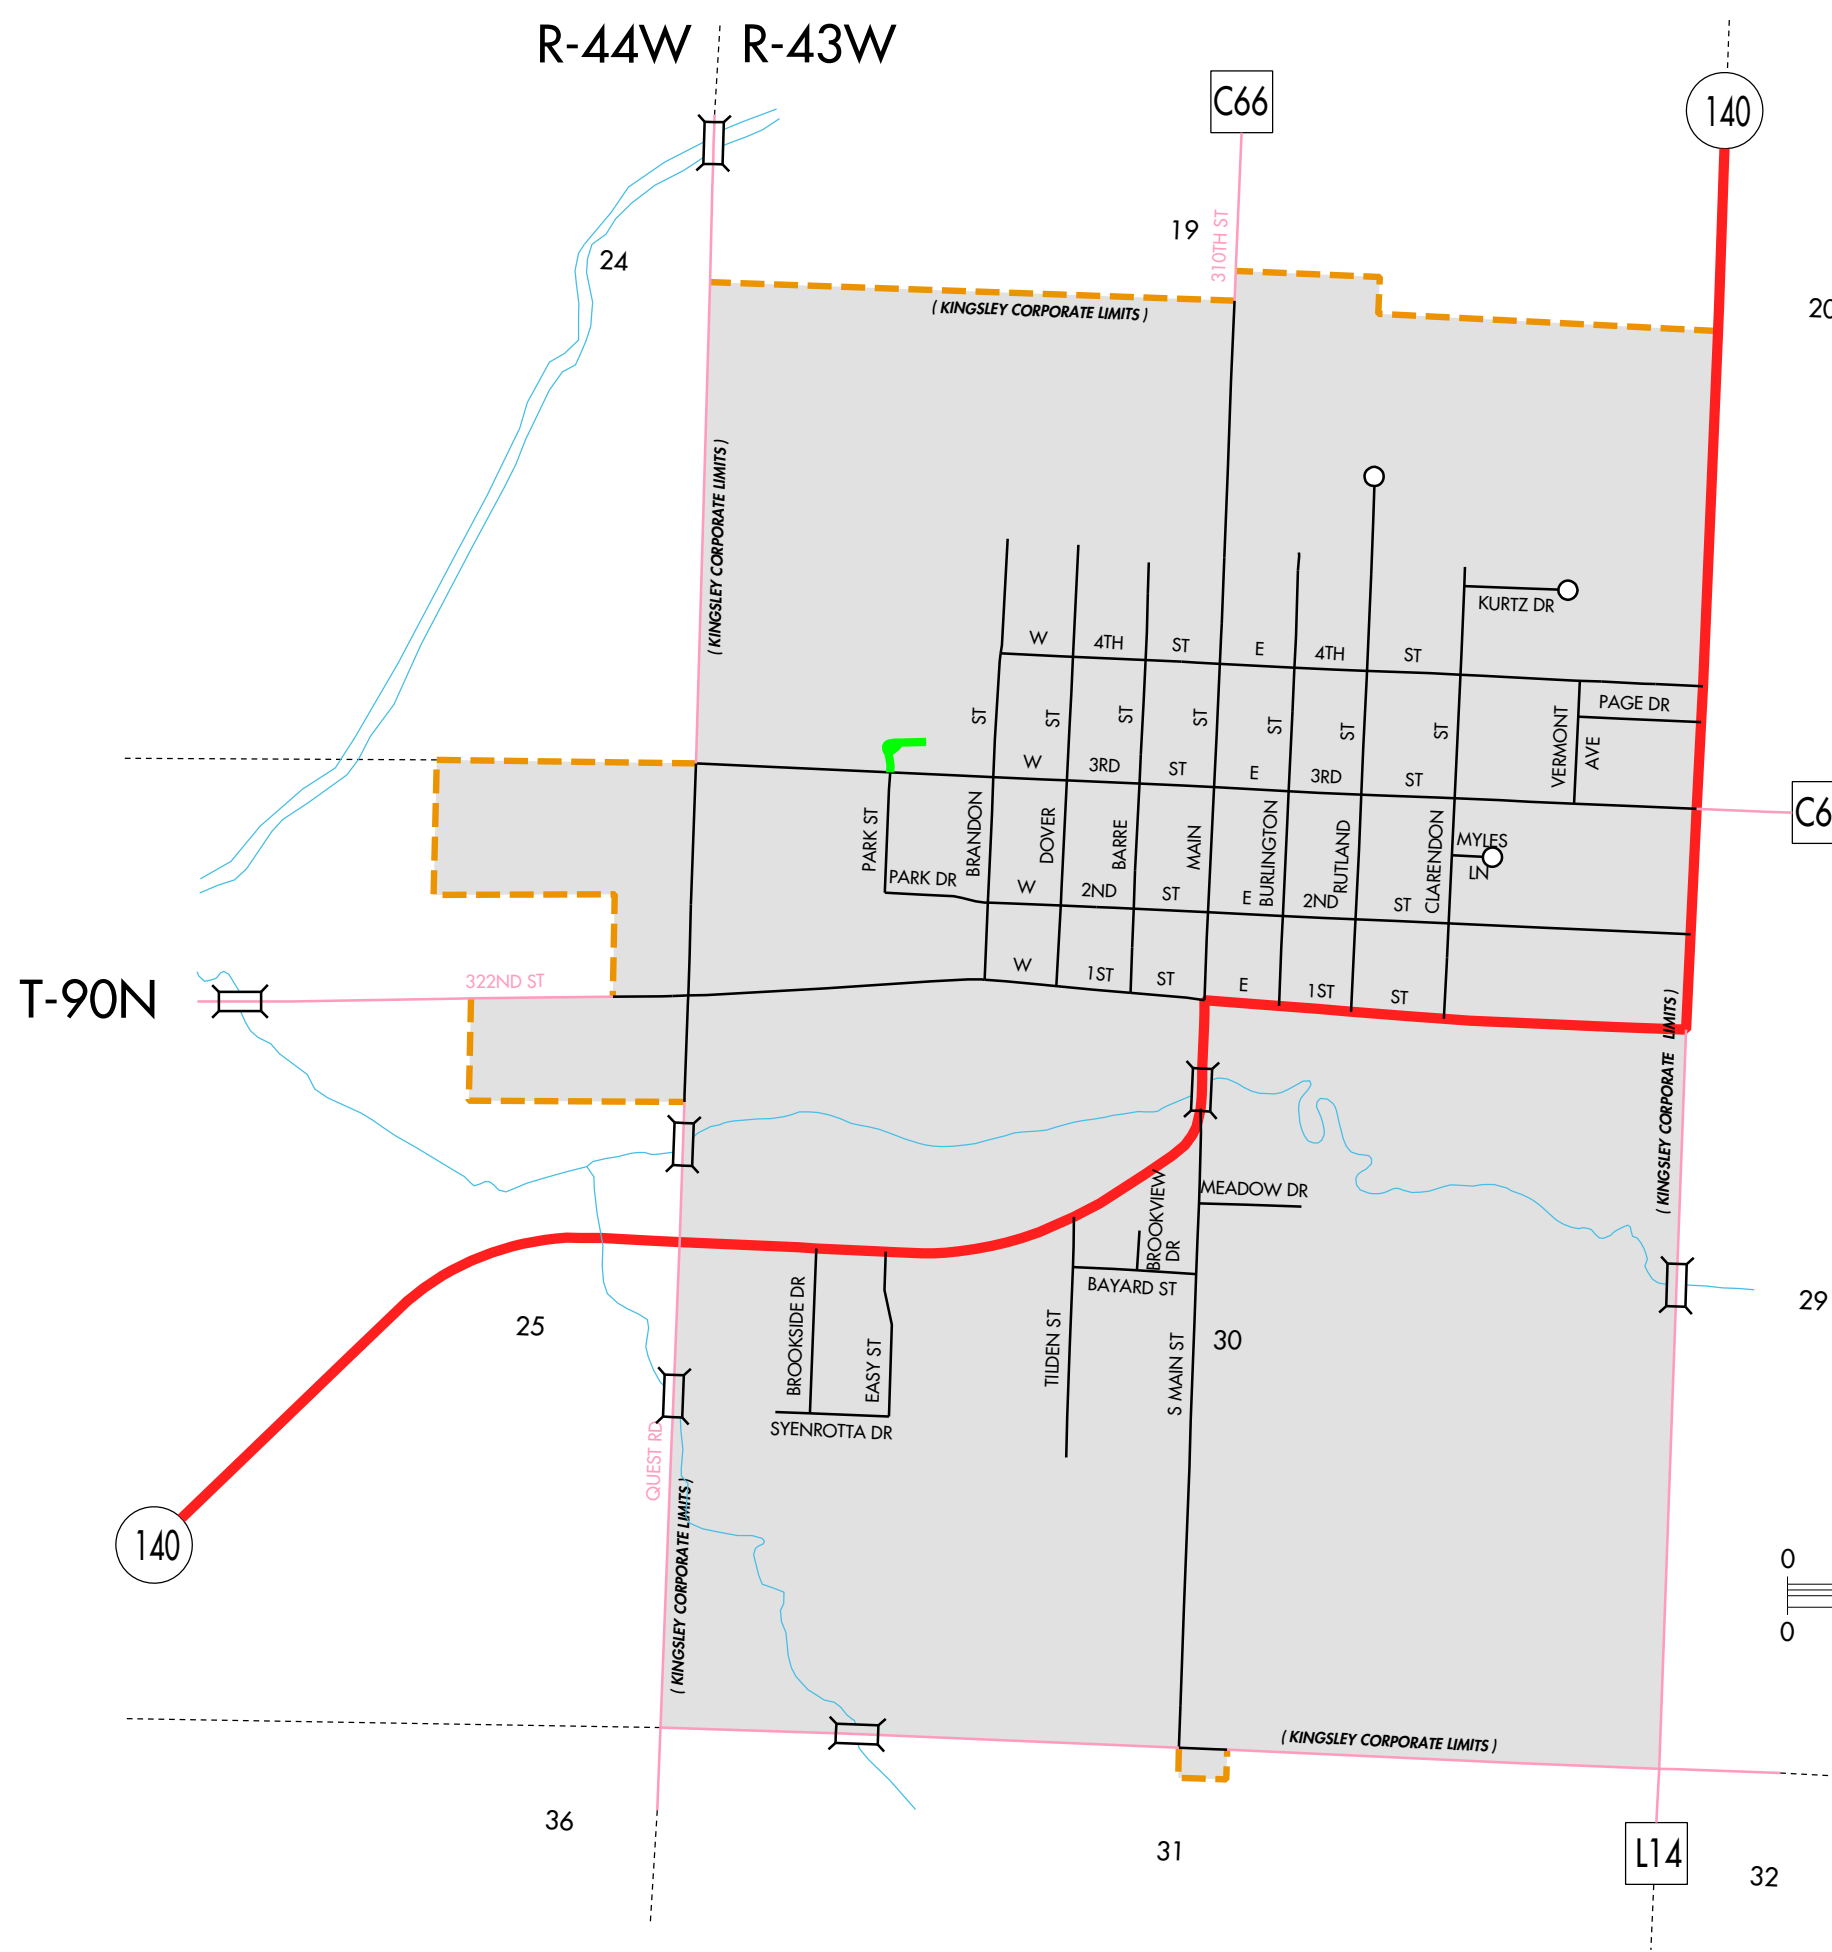 R-44W R-43W
C66
140
19
310TH ST
24
20
( KINGSLEY CORPORATE LIMITS )
( KINGSLEY CORPORATE LIMITS )
KURTZ DR
W 4TH ST E 4TH ST
ST ST ST ST ST ST ST
PAGE DR
VERMONT AVE
W 3RD ST E 3RD ST
C6
PARK ST
BRANDON
DOVER
BARRE
MAIN
BURLINGTON
RUTLAND
CLARENDON
MYLES
LN
PARK DR
W 2ND ST E 2ND ST
322ND ST
T-90N
W 1ST ST E 1ST ST
( KINGSLEY CORPORATE LIMITS )
MEADOW DR
BROOKVIEW
DR
BAYARD ST
BROOKSIDE DR
EASY ST
TILDEN ST
S MAIN ST
25
30
29
SYENROTTA DR
QUEST RD
( KINGSLEY CORPORATE LIMITS )
140
0
0
( KINGSLEY CORPORATE LIMITS )
36
31
L14
32